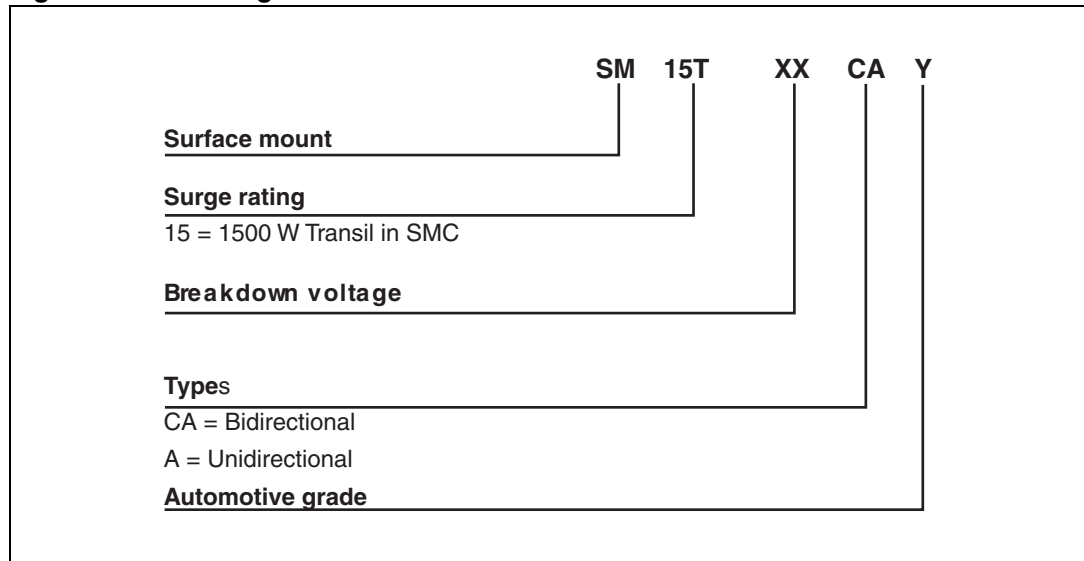 SM 15T XX CA Y
Surface mount
Surge rating
15 = 1500 W Transil in SMC
Breakdown voltage
Types
CA = Bidirectional
A = Unidirectional
Automotive grade